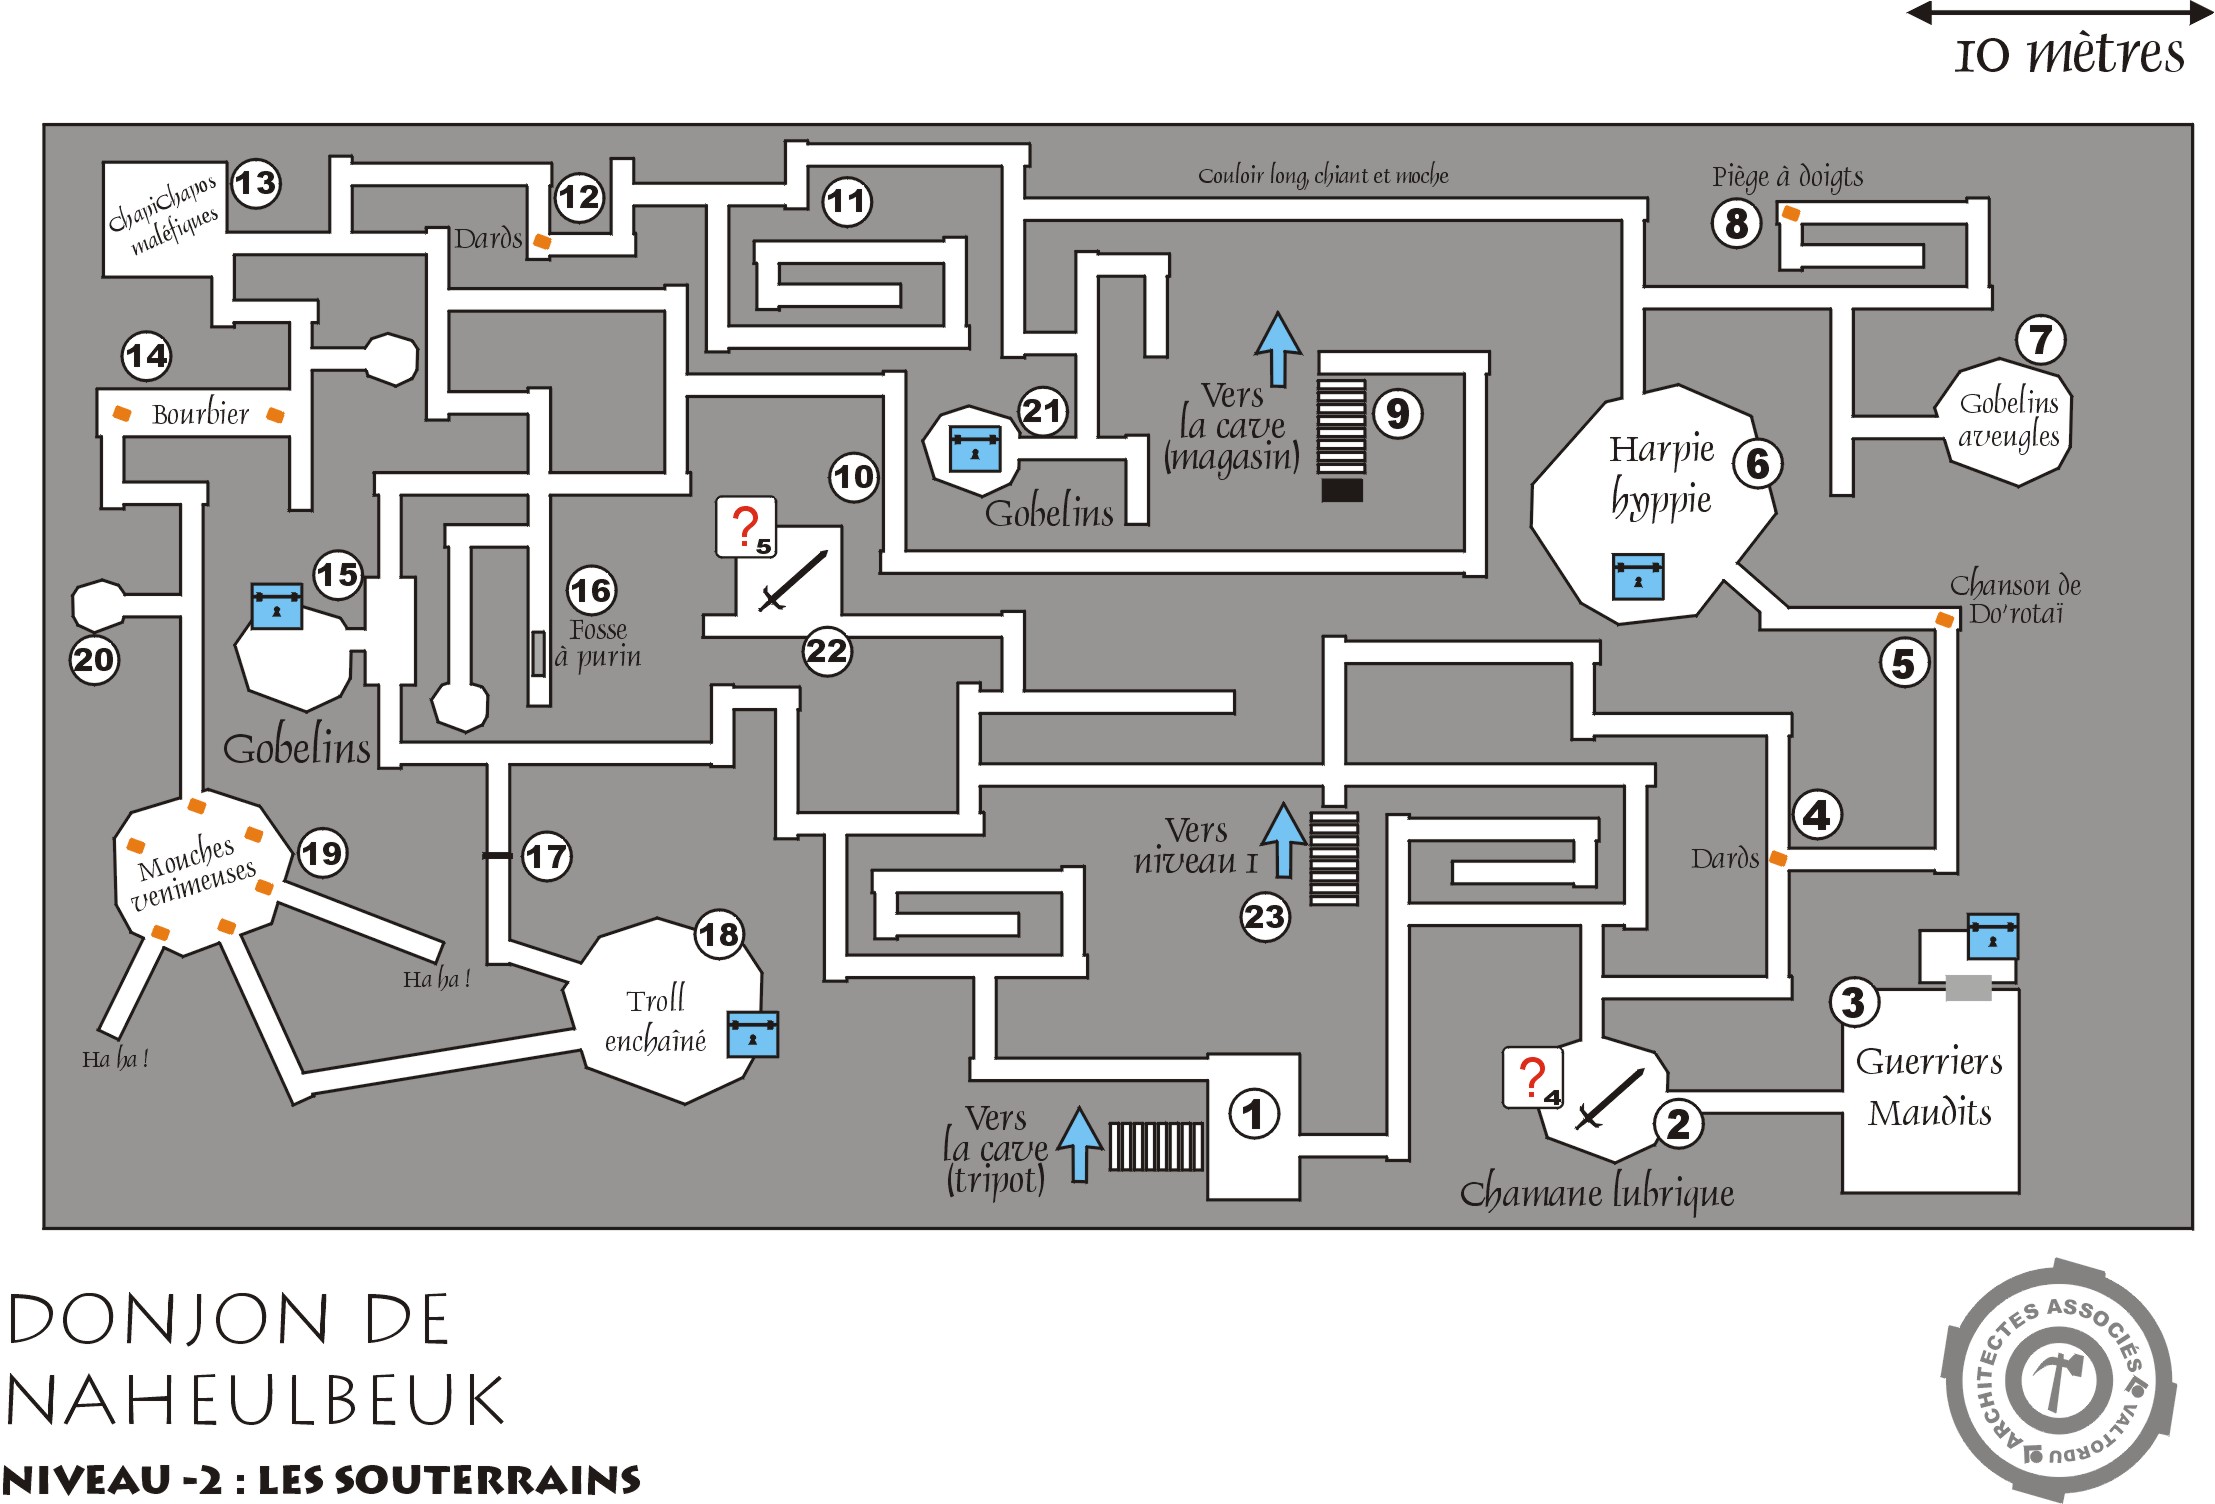 10 mètres
13
ChapiChapos
maléfiques
12
Dards
11
Couloir long, chiant et moche
Piège à doigts
8
14
Bourbier
7
Gobelins
aveugles
21
Gobelins
Vers
la cave
(magasin)
9
10
Harpie
hyppie
6
?
5
22
15
Gobelins
16
Fosse
à purin
20
Chanson de
Do'rotaï
5
4
Dards
Vers
niveau 1
23
19
Mouches
venimeuses
Ha ha !
Ha ha !
17
18
Troll
enchaîné
3
Guerriers
Maudits
?
4
2
Chamane lubrique
1
Vers
la cave
(tripot)
DONJON DE
NAHEULBEUK
NIVEAU -2 : LES SOUTERRAINS
ARCHITECTES ASSOCIÉS
VALTORDU